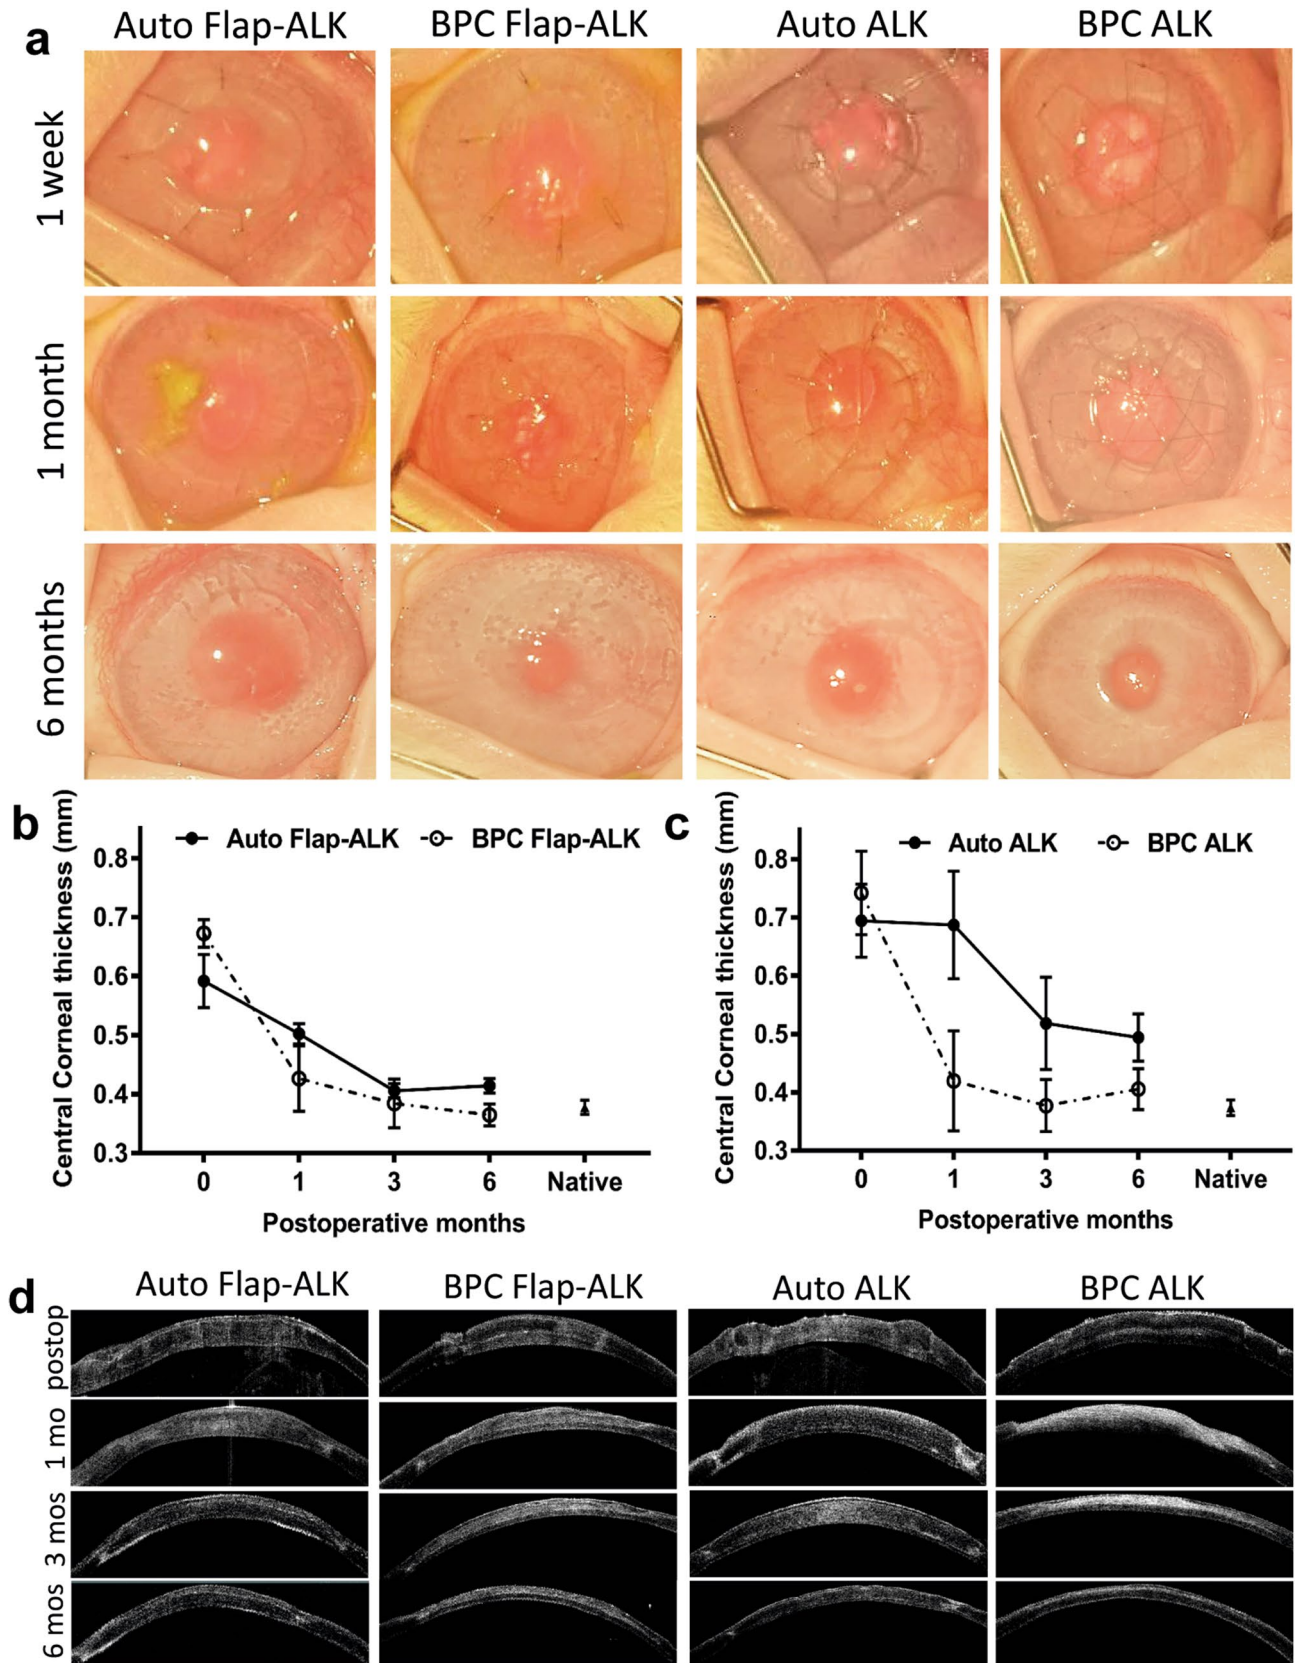 a
Auto Flap-ALK BPC Flap-ALK Auto ALK BPC ALK
1 week
1 month
6 months
b
Central Corneal thickness (mm)
Auto Flap-ALK BPC Flap-ALK
0.8
0.7
0.6
0.5
0.4
0.3
0 1 3 6 Native
Postoperative months
c
Central Corneal thickness (mm)
Auto ALK BPC ALK
0.8
0.7
0.6
0.5
0.4
0.3
0 1 3 6 Native
Postoperative months
d
Auto Flap-ALK BPC Flap-ALK Auto ALK BPC ALK
postop
1 mo
3 mos
6 mos